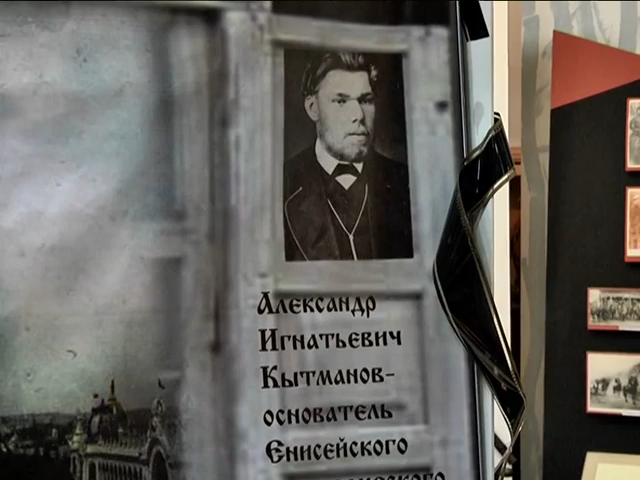 Александр
Игнатьевич
Кытманов-
основатель
Енисейского